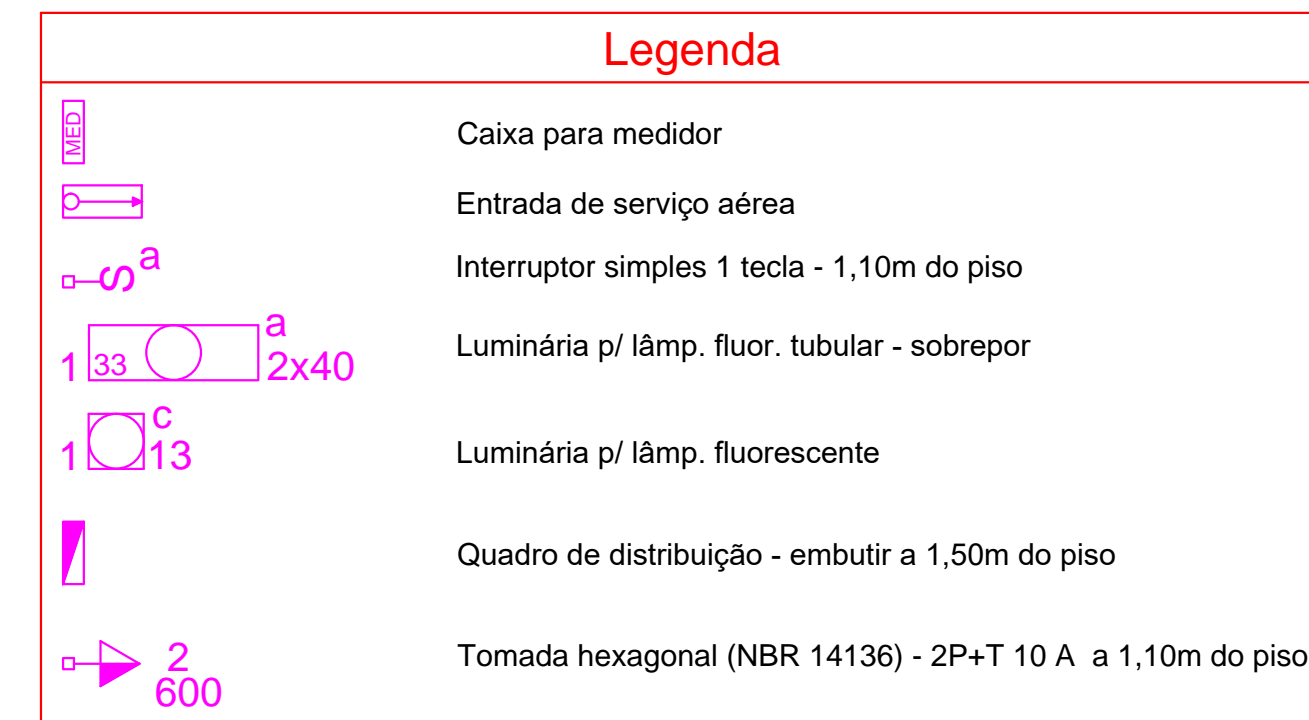 Legenda
MED
Caixa para medidor
Entrada de serviço aérea
S a
Interruptor simples 1 tecla - 1,10m do piso
a
1 33 2x40
Luminária p/ lâmp. fluor. tubular - sobrepor
c
1 13
Luminária p/ lâmp. fluorescente
Quadro de distribuição - embutir a 1,50m do piso
2
600
Tomada hexagonal (NBR 14136) - 2P+T 10 A a 1,10m do piso